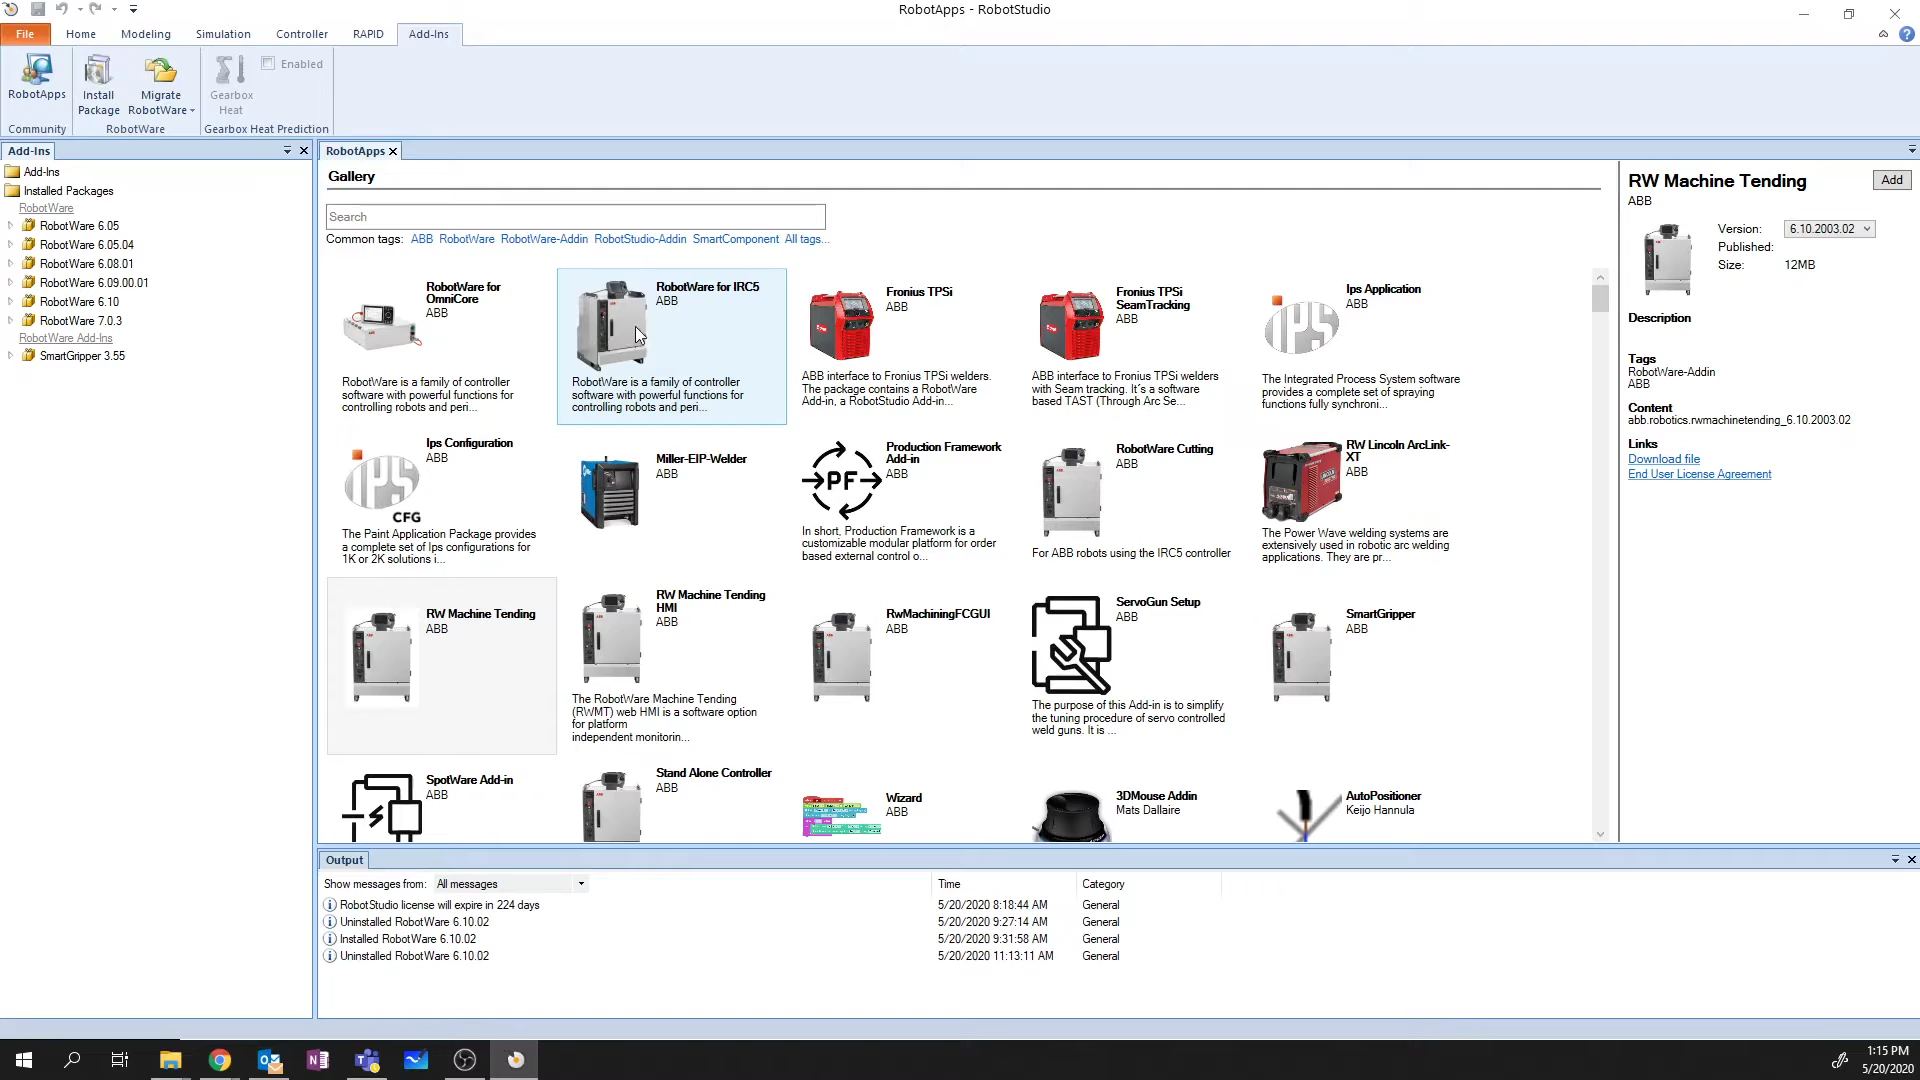 RobotApps - RobotStudio
File
Home
Modeling
Simulation
Controller
RAPID
Add-Ins
RobotApps
Install
Package
Migrate
RobotWare
Gearbox
Heat
Enabled
Community
RobotWare
Gearbox Heat Prediction
Add-Ins
Add-Ins
Installed Packages
RobotWare
RobotWare 6.05
RobotWare 6.05.04
RobotWare 6.08.01
RobotWare 6.09.00.01
RobotWare 6.10
RobotWare 7.0.3
RobotWare Add-Ins
SmartGripper 3.55
RobotApps
Gallery
Search
Common tags: ABB RobotWare RobotWare-Addin RobotStudio-Addin SmartComponent All tags...
RobotWare for
OmniCore
ABB
RobotWare is a family of controller
software with powerful functions for
controlling robots and peri...
RobotWare for IRC5
ABB
RobotWare is a family of controller
software with powerful functions for
controlling robots and peri...
Fronius TPSi
ABB
ABB interface to Fronius TPSi welders.
The package contains a RobotWare
Add-in, a RobotStudio Add-in...
Fronius TPSi
SeamTracking
ABB
ABB interface to Fronius TPSi welders
with Seam tracking. It´s a software
based TAST (Through Arc Se...
IPS
Ips Application
ABB
The Integrated Process System software
provides a complete set of spraying
functions fully synchroni...
IPS
CFG
Ips Configuration
ABB
The Paint Application Package provides
a complete set of Ips configurations for
1K or 2K solutions i...
Miller-EIP-Welder
ABB
PF
Production Framework
Add-in
ABB
In short, Production Framework is a
customizable modular platform for order
based external control o...
RobotWare Cutting
ABB
For ABB robots using the IRC5 controller
RW Lincoln ArcLink-
XT
ABB
The Power Wave welding systems are
extensively used in robotic arc welding
applications. They are pr...
RW Machine Tending
ABB
RW Machine Tending
HMI
ABB
The RobotWare Machine Tending
(RWMT) web HMI is a software option
for platform
independent monitorin...
RwMachiningFCGUI
ABB
ServoGun Setup
ABB
The purpose of this Add-in is to simplify
the tuning procedure of servo controlled
weld guns. It is ...
SmartGripper
ABB
SpotWare Add-in
ABB
Stand Alone Controller
ABB
Wizard
ABB
3DMouse Addin
Mats Dallaire
AutoPositioner
Keijo Hannula
RW Machine Tending
Add
ABB
Version: 6.10.2003.02
Published:
Size: 12MB
Description
Tags
RobotWare-Addin
ABB
Content
abb.robotics.rwmachinetending_6.10.2003.02
Links
Download file
End User License Agreement
Output
Show messages from: All messages
Time
Category
RobotStudio license will expire in 224 days 5/20/2020 8:18:44 AM General
Uninstalled RobotWare 6.10.02 5/20/2020 9:27:14 AM General
Installed RobotWare 6.10.02 5/20/2020 9:31:58 AM General
Uninstalled RobotWare 6.10.02 5/20/2020 11:13:11 AM General
1:15 PM
5/20/2020